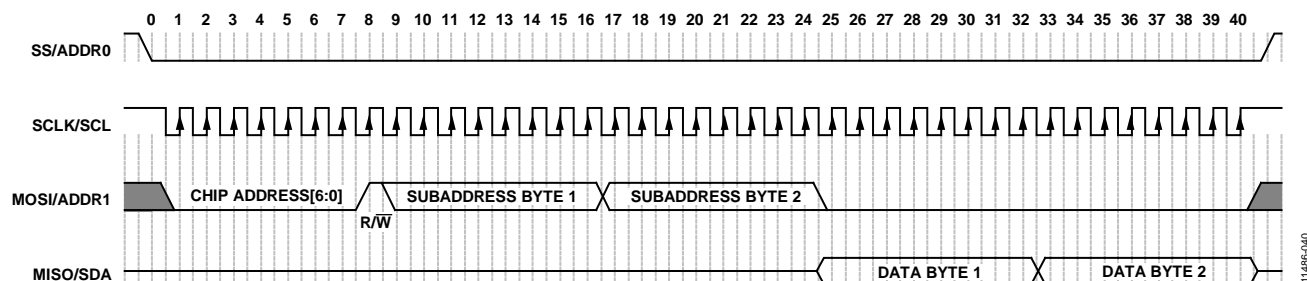 0 1 2 3 4 5 6 7 8 9 10 11 12 13 14 15 16 17 18 19 20 21 22 23 24 25 26 27 28 29 30 31 32 33 34 35 36 37 38 39 40
SS/ADDR0
SCLK/SCL
MOSI/ADDR1 CHIP ADDRESS[6:0] SUBADDRESS BYTE 1 SUBADDRESS BYTE 2
R/W̅
MISO/SDA DATA BYTE 1 DATA BYTE 2
11486-040